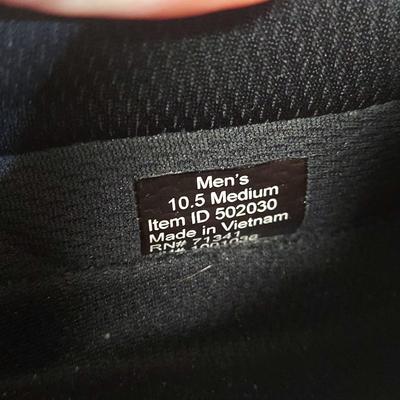 Men's
10.5 Medium
Item ID 502030
Made in Vietnam
RN# 71341